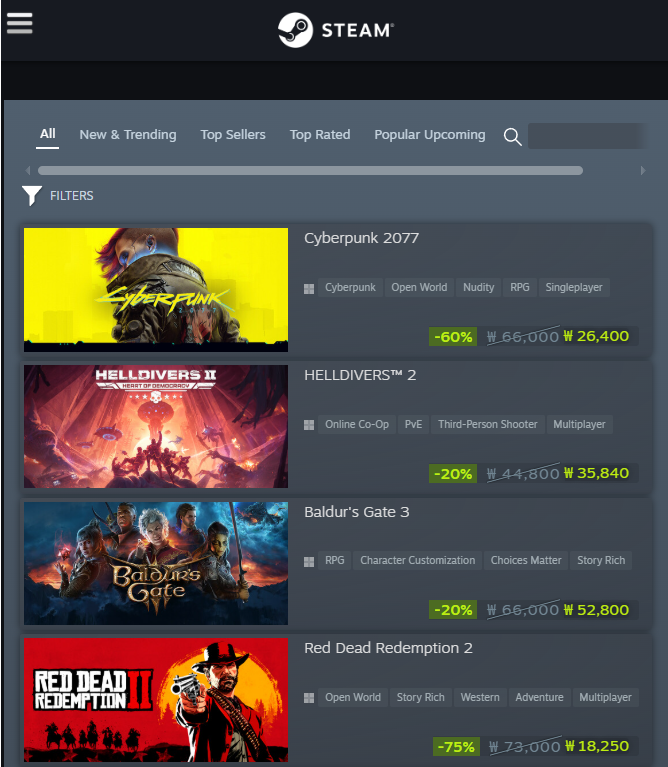 STEAM®
All New & Trending Top Sellers Top Rated Popular Upcoming
FILTERS
Cyberpunk
2077
Cyberpunk 2077
Cyberpunk Open World Nudity RPG Singleplayer
-60% ₩ 66,000 ₩ 26,400
HELLDIVERS II
HEART OF DEMOCRACY
HELLDIVERS™ 2
Online Co-Op PvE Third-Person Shooter Multiplayer
-20% ₩ 44,800 ₩ 35,840
Baldur's
Gate
Baldur's Gate 3
RPG Character Customization Choices Matter Story Rich
-20% ₩ 66,000 ₩ 52,800
RED DEAD
REDEMPTION II
Red Dead Redemption 2
Open World Story Rich Western Adventure Multiplayer
-75% ₩ 73,000 ₩ 18,250